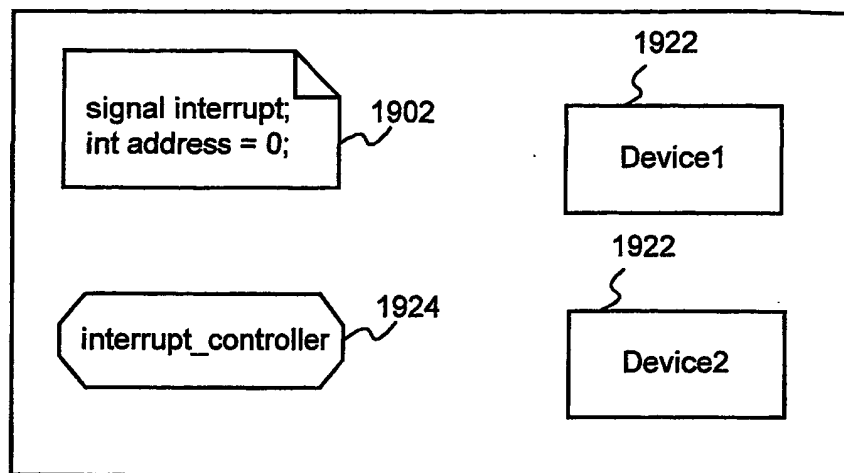 signal interrupt;
int address = 0;
1902
1922
Device1
1922
interrupt_controller
1924
Device2